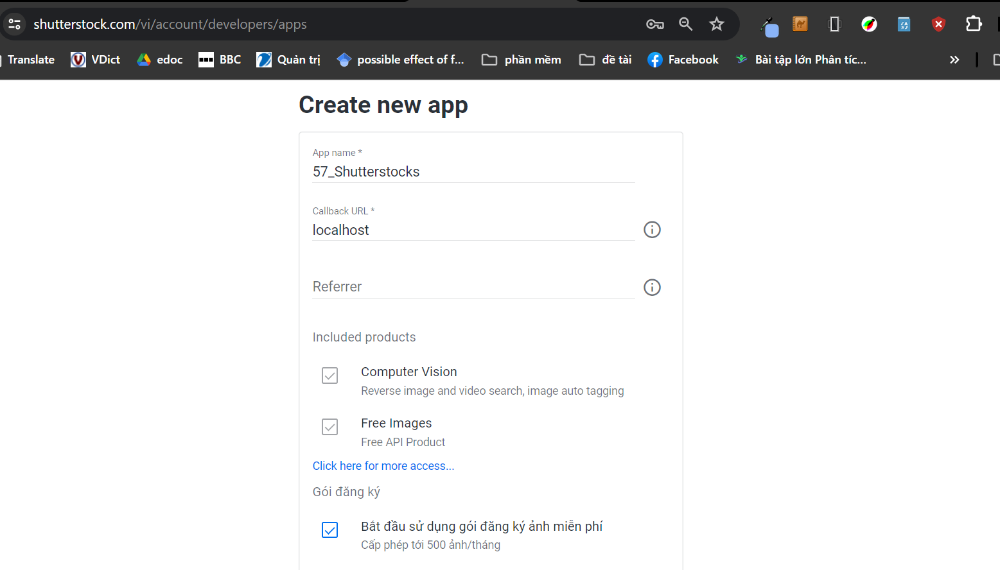 shutterstock.com/vi/account/developers/apps
Translate VDict edoc BBC Quản trị possible effect of f... phần mềm đề tài Facebook Bài tập lớn Phân tíc...
Create new app
App name *
57_Shutterstocks
Callback URL *
localhost
Referrer
Included products
Computer Vision
Reverse image and video search, image auto tagging
Free Images
Free API Product
Click here for more access...
Gói đăng ký
Bắt đầu sử dụng gói đăng ký ảnh miễn phí
Cấp phép tới 500 ảnh/tháng